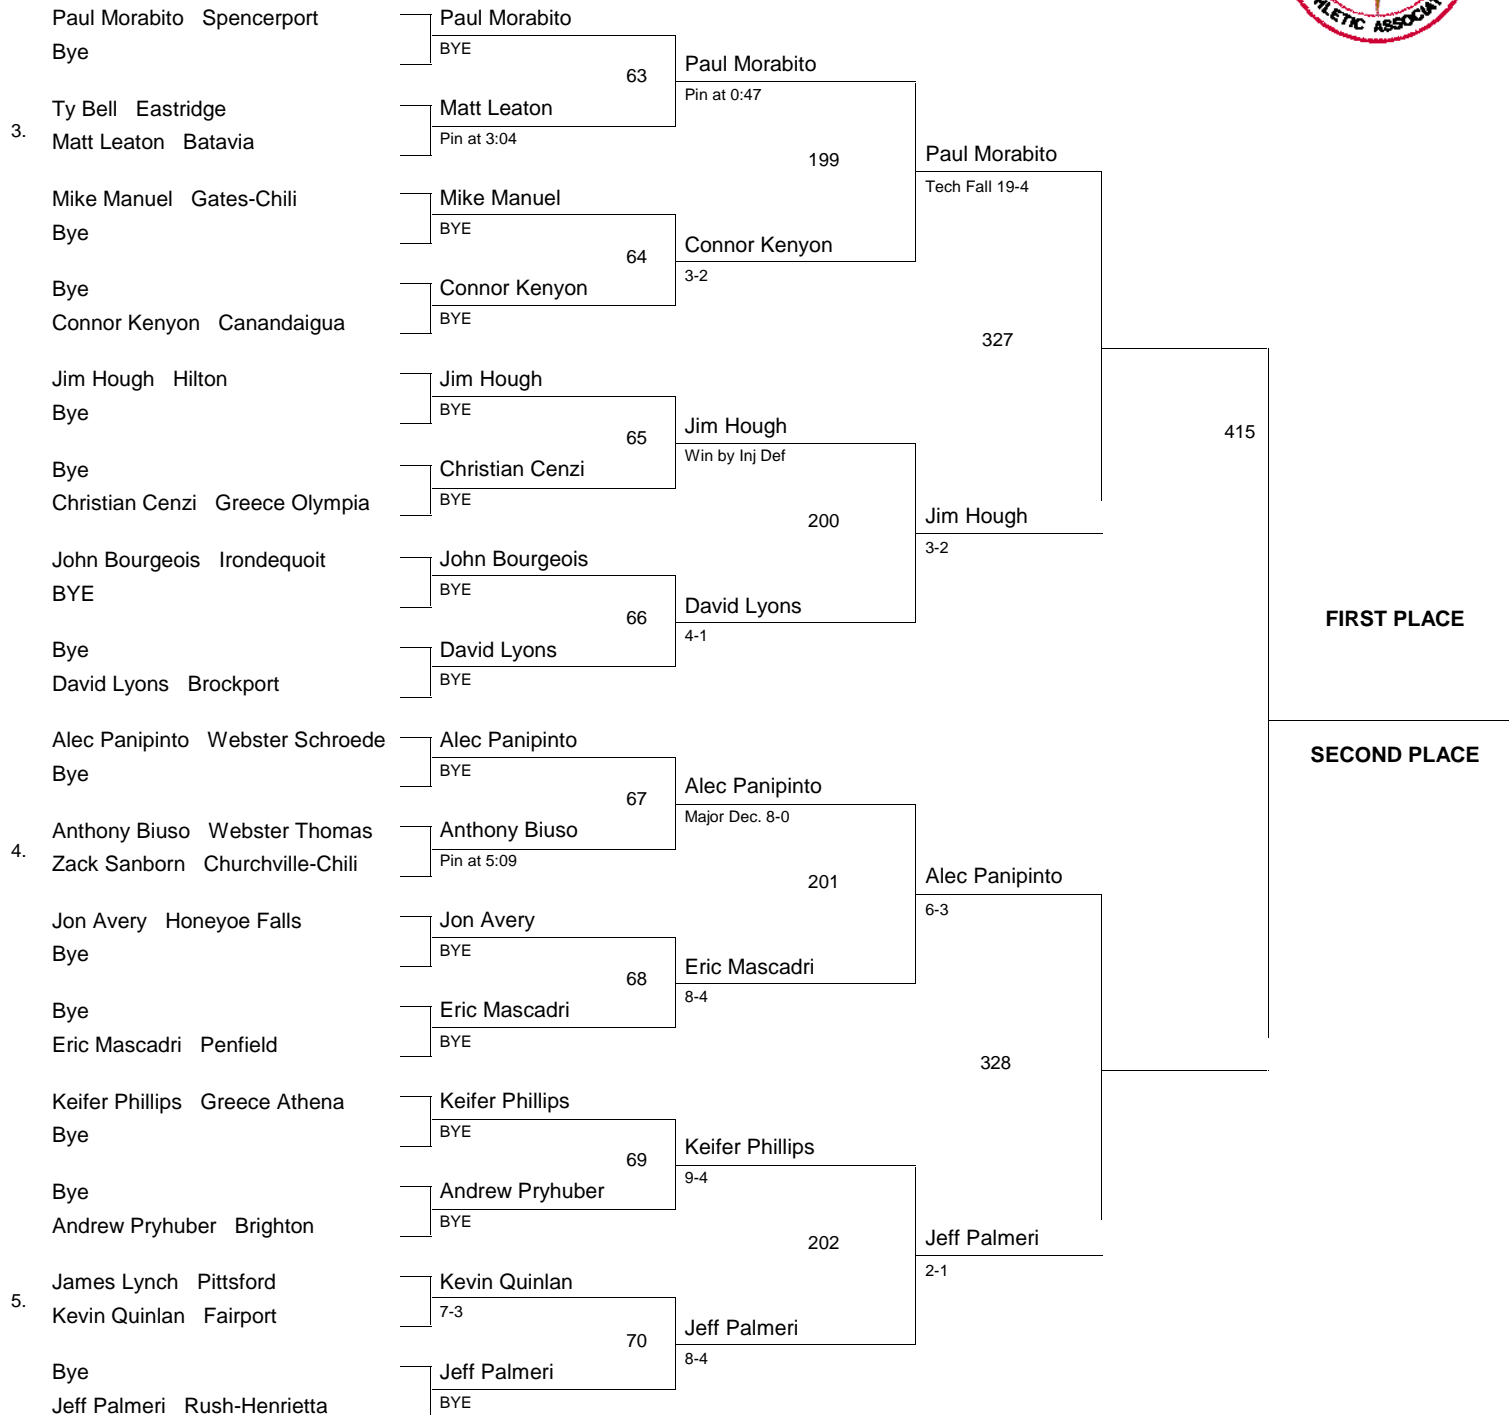 Paul Morabito Spencerport
Bye
Paul Morabito
BYE
63
Paul Morabito
Pin at 0:47
3.
Ty Bell Eastridge
Matt Leaton Batavia
Matt Leaton
Pin at 3:04
199
Paul Morabito
Tech Fall 19-4
Mike Manuel Gates-Chili
Bye
Mike Manuel
BYE
64
Connor Kenyon
3-2
Bye
Connor Kenyon Canandaigua
Connor Kenyon
BYE
327
Jim Hough Hilton
Bye
Jim Hough
BYE
65
Jim Hough
Win by Inj Def
415
Bye
Christian Cenzi Greece Olympia
Christian Cenzi
BYE
200
Jim Hough
3-2
John Bourgeois Irondequoit
BYE
John Bourgeois
BYE
66
David Lyons
4-1
FIRST PLACE
Bye
David Lyons Brockport
David Lyons
BYE
SECOND PLACE
Alec Panipinto Webster Schroede
Bye
Alec Panipinto
BYE
67
Alec Panipinto
Major Dec. 8-0
4.
Anthony Biuso Webster Thomas
Zack Sanborn Churchville-Chili
Anthony Biuso
Pin at 5:09
201
Alec Panipinto
6-3
Jon Avery Honeyoe Falls
Bye
Jon Avery
BYE
68
Eric Mascadri
8-4
Bye
Eric Mascadri Penfield
Eric Mascadri
BYE
328
Keifer Phillips Greece Athena
Bye
Keifer Phillips
BYE
69
Keifer Phillips
9-4
Bye
Andrew Pryhuber Brighton
Andrew Pryhuber
BYE
202
Jeff Palmeri
2-1
5.
James Lynch Pittsford
Kevin Quinlan Fairport
Kevin Quinlan
7-3
70
Jeff Palmeri
8-4
Bye
Jeff Palmeri Rush-Henrietta
Jeff Palmeri
BYE